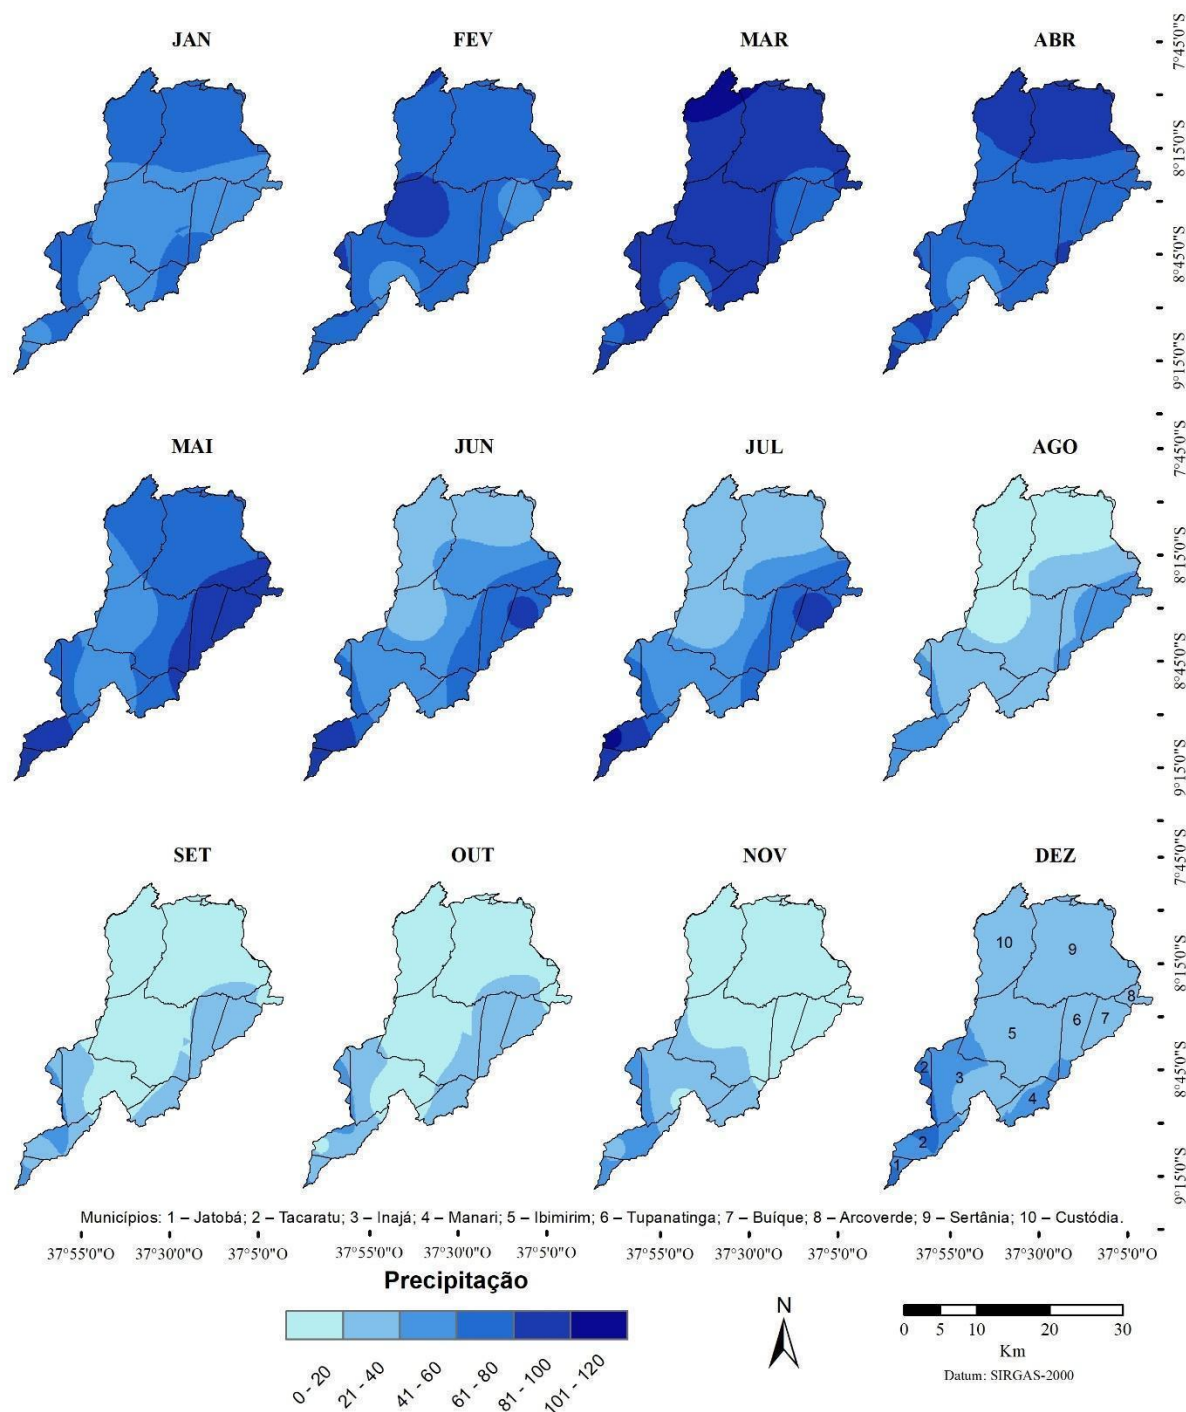 JAN FEV MAR ABR
7°45'0"S
8°15'0"S
8°45'0"S
9°15'0"S
MAI JUN JUL AGO
7°45'0"S
8°15'0"S
8°45'0"S
9°15'0"S
SET OUT NOV DEZ
7°45'0"S
10
9
8°15'0"S
8
5 6 7
2 3
8°45'0"S
4
2
1
9°15'0"S
Municípios: 1 – Jatobá; 2 – Tacaratu; 3 – Inajá; 4 – Manari; 5 – Ibimirim; 6 – Tupanatinga; 7 – Buíque; 8 – Arcoverde; 9 – Sertânia; 10 – Custódia.
37°55'0"O 37°30'0"O 37°5'0"O 37°55'0"O 37°30'0"O 37°5'0"O 37°55'0"O 37°30'0"O 37°5'0"O 37°55'0"O 37°30'0"O 37°5'0"O
Precipitação
0 - 20 21 - 40 41 - 60 61 - 80 81 - 100 101 - 120
N
0 5 10 20 30
Km
Datum: SIRGAS-2000